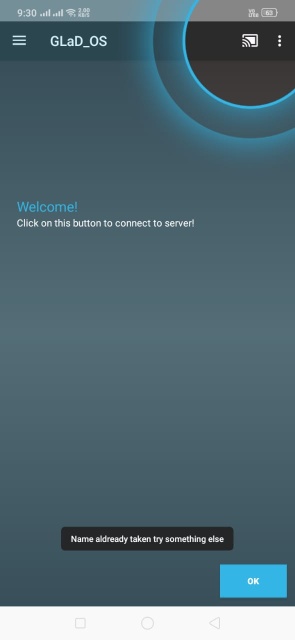 9:30 2.00 KB/S VO LTE 63
GLaD_OS
Welcome!
Click on this button to connect to server!
Name aldready taken try something else
OK